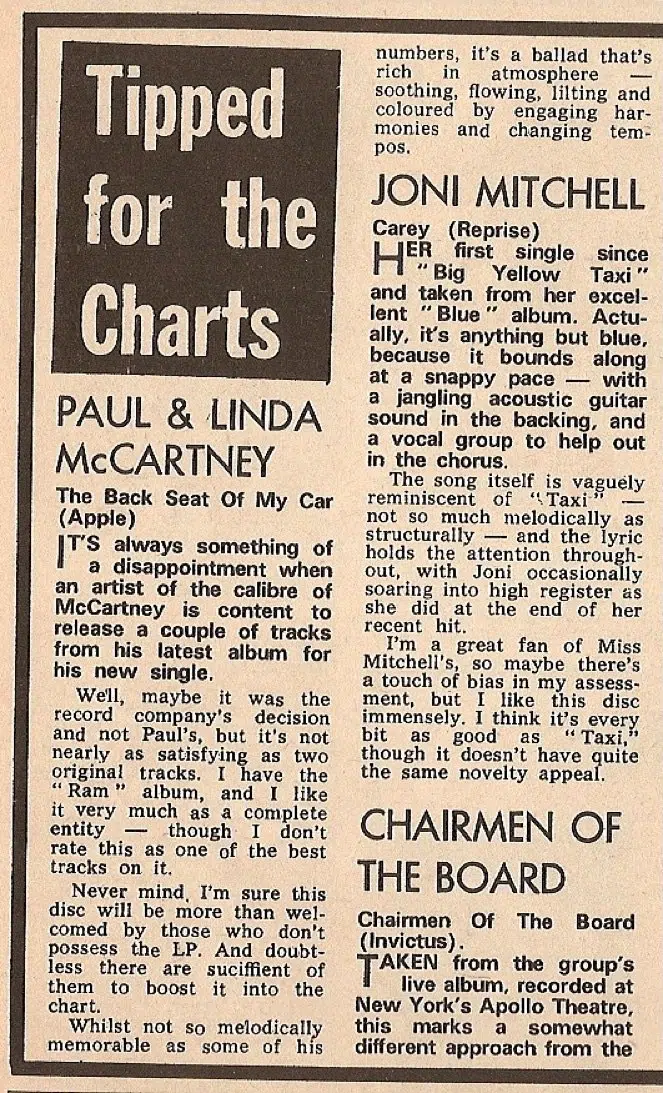 Tipped
for the
Charts
PAUL & LINDA
McCARTNEY
The Back Seat Of My Car
(Apple)
IT'S always something of
a disappointment when
an artist of the calibre of
McCartney is content to
release a couple of tracks
from his latest album for
his new single.
We'll, maybe it was the
record company's decision
and not Paul's, but it's not
nearly as satisfying as two
original tracks. I have the
"Ram" album, and I like
it very much as a complete
entity — though I don't
rate this as one of the best
tracks on it.
Never mind, I'm sure this
disc will be more than wel-
comed by those who don't
possess the LP. And doubt-
less there are suciffient of
them to boost it into the
chart.
Whilst not so melodically
memorable as some of his
numbers, it's a ballad that's
rich in atmosphere —
soothing, flowing, lilting and
coloured by engaging har-
monies and changing tem-
pos.
JONI MITCHELL
Carey (Reprise)
HER first single since
"Big Yellow Taxi"
and taken from her excel-
lent "Blue" album. Actu-
ally, it's anything but blue,
because it bounds along
at a snappy pace — with
a jangling acoustic guitar
sound in the backing, and
a vocal group to help out
in the chorus.
The song itself is vaguely
reminiscent of "Taxi" —
not so much melodically as
structurally — and the lyric
holds the attention through-
out, with Joni occasionally
soaring into high register as
she did at the end of her
recent hit.
I'm a great fan of Miss
Mitchell's, so maybe there's
a touch of bias in my assess-
ment, but I like this disc
immensely. I think it's every
bit as good as "Taxi,"
though it doesn't have quite
the same novelty appeal.
CHAIRMEN OF
THE BOARD
Chairmen Of The Board
(Invictus).
TAKEN from the group's
live album, recorded at
New York's Apollo Theatre,
this marks a somewhat
different approach from the